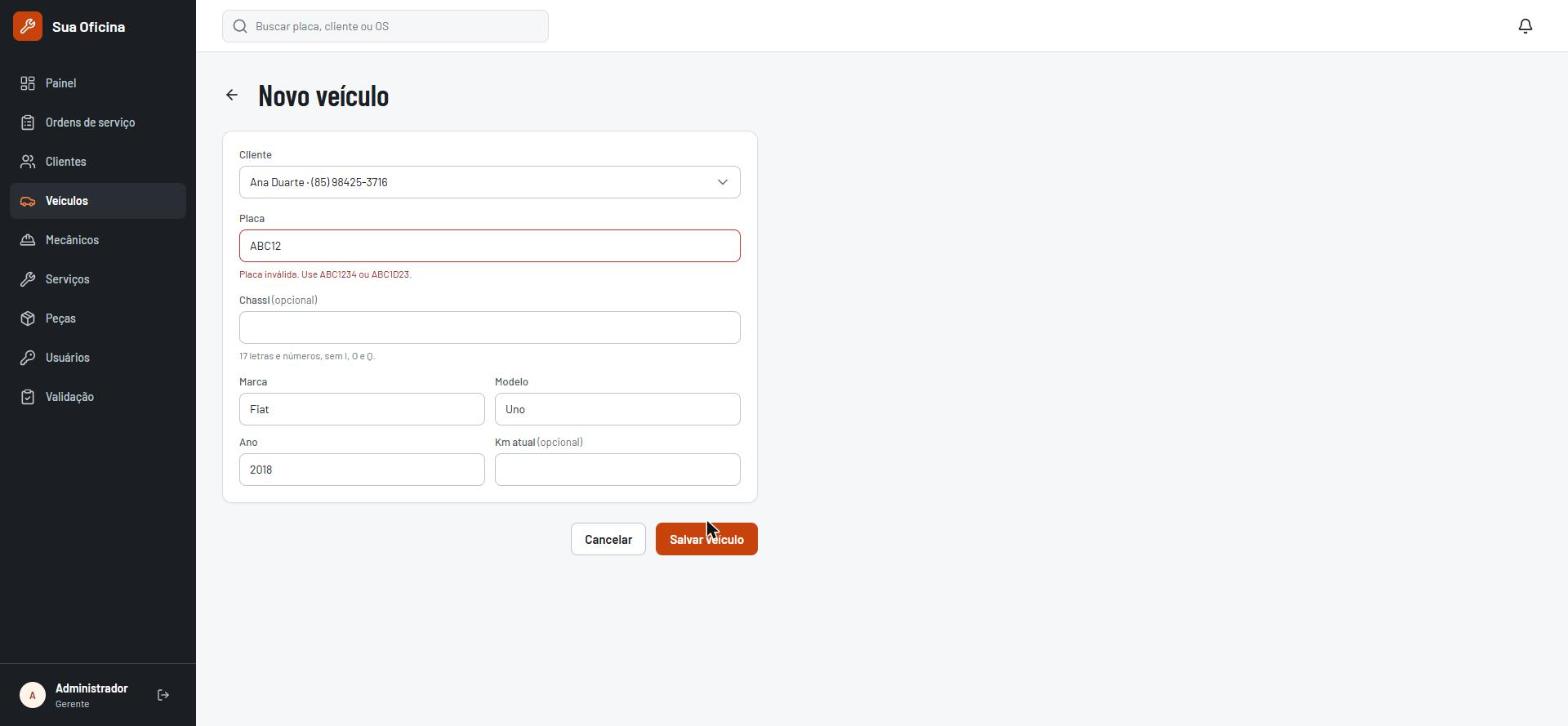 Sua Oficina
Buscar placa, cliente ou OS
Painel
Ordens de serviço
Clientes
Veículos
Mecânicos
Serviços
Peças
Usuários
Validação
Novo veículo
Cliente
Ana Duarte · (85) 98425-3716
Placa
ABC12
Placa inválida. Use ABC1234 ou ABC1D23.
Chassi (opcional)
17 letras e números, sem I, O e Q.
Marca
Modelo
Fiat
Uno
Ano
Km atual (opcional)
2018
Cancelar
Salvar veículo
A
Administrador
Gerente